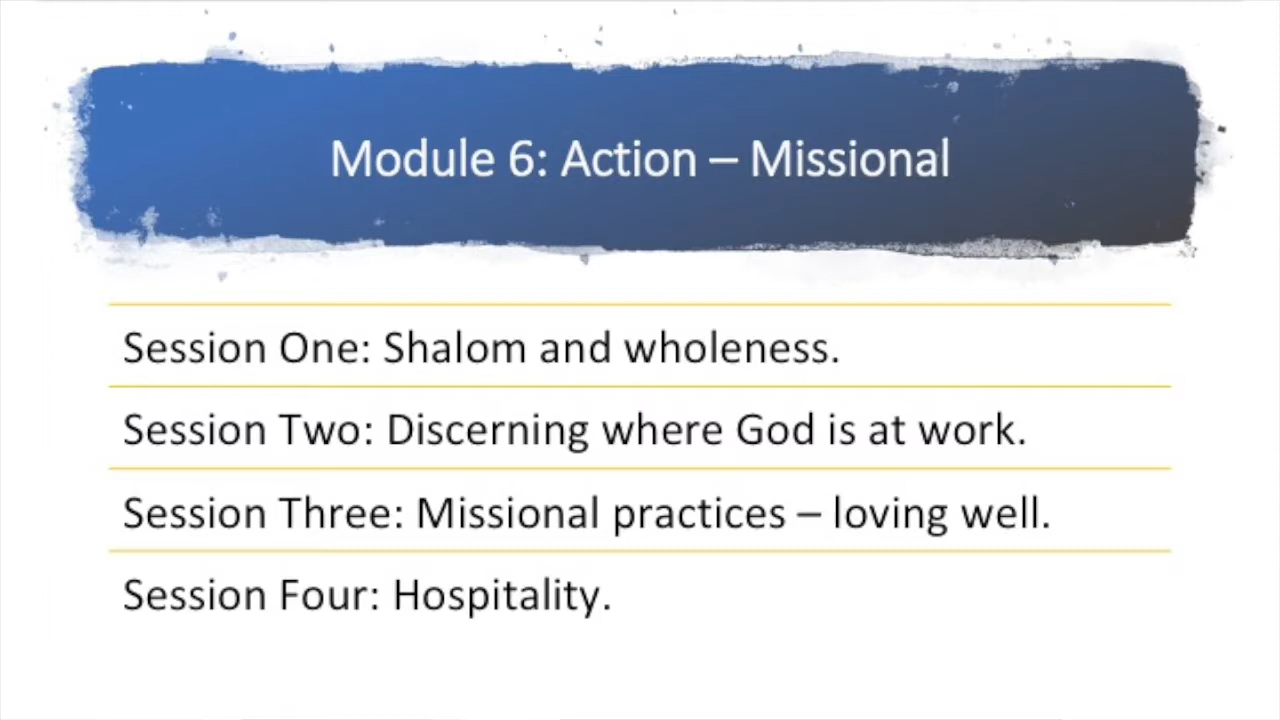 Module 6: Action – Missional
Session One: Shalom and wholeness.
Session Two: Discerning where God is at work.
Session Three: Missional practices – loving well.
Session Four: Hospitality.